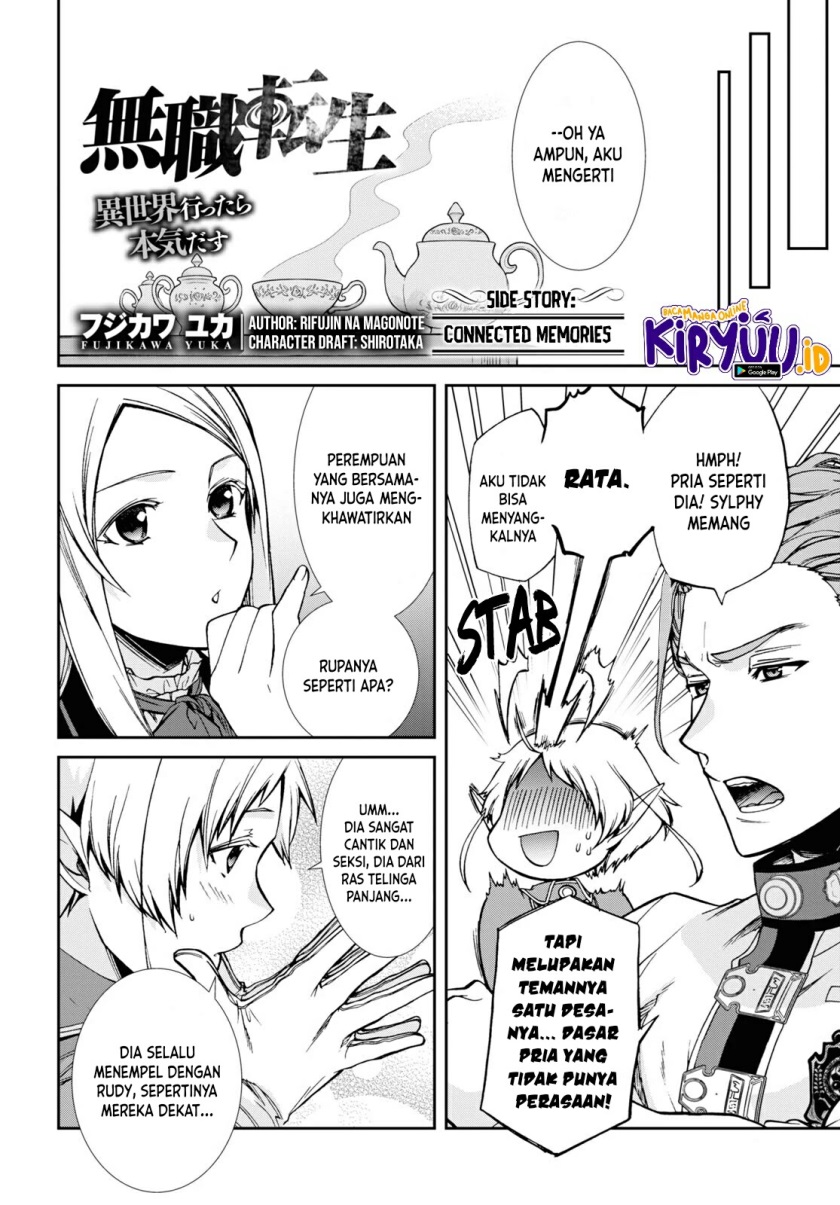 無職転生
異世界行ったら
本気だす
--OH YA
AMPUN, AKU
MENGERTI
フジカワ ユカ
FUJIKAWA YUKA
AUTHOR: RIFUJIN NA MAGONOTE
CHARACTER DRAFT: SHIROTAKA
SIDE STORY:
CONNECTED MEMORIES
BACA MANGA ONLINE
KiRYUU.iD
Google Play
HMPH!
PRIA SEPERTI
DIA! SYLPHY
MEMANG
RATA.
AKU TIDAK
BISA
MENYANG-
KALNYA
STAB
TAPI
MELUPAKAN
TEMANNYA
SATU DESA-
NYA... DASAR
PRIA YANG
TIDAK PUNYA
PERASAAN!
PEREMPUAN
YANG BERSAMA-
NYA JUGA MENG-
KHAWATIRKAN
RUPANYA
SEPERTI APA?
UMM...
DIA SANGAT
CANTIK DAN
SEKSI, DIA DARI
RAS TELINGA
PANJANG...
DIA SELALU
MENEMPEL DENGAN
RUDY, SEPERTINYA
MEREKA DEKAT...